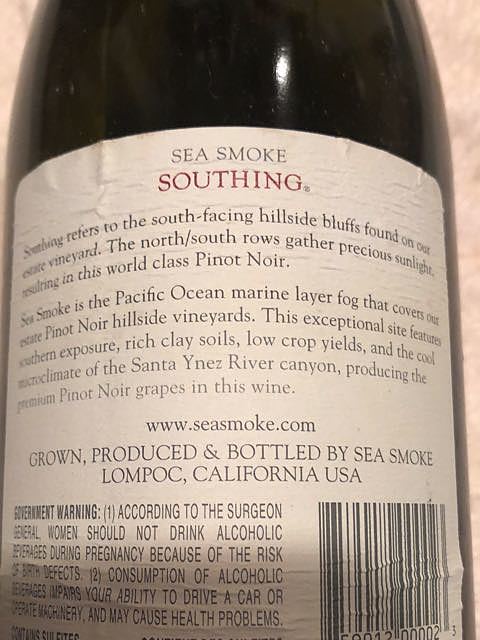 SEA SMOKE
SOUTHING®
Southing refers to the south-facing hillside bluffs found on our
estate vineyard. The north/south rows gather precious sunlight,
resulting in this world class Pinot Noir.
Sea Smoke is the Pacific Ocean marine layer fog that covers our
estate Pinot Noir hillside vineyards. This exceptional site features
southern exposure, rich clay soils, low crop yields, and the cool
microclimate of the Santa Ynez River canyon, producing the
premium Pinot Noir grapes in this wine.
www.seasmoke.com
GROWN, PRODUCED & BOTTLED BY SEA SMOKE
LOMPOC, CALIFORNIA USA
GOVERNMENT WARNING: (1) ACCORDING TO THE SURGEON
GENERAL, WOMEN SHOULD NOT DRINK ALCOHOLIC
BEVERAGES DURING PREGNANCY BECAUSE OF THE RISK
OF BIRTH DEFECTS. (2) CONSUMPTION OF ALCOHOLIC
BEVERAGES IMPAIRS YOUR ABILITY TO DRIVE A CAR OR
OPERATE MACHINERY, AND MAY CAUSE HEALTH PROBLEMS.
CONTAINS SULFITES